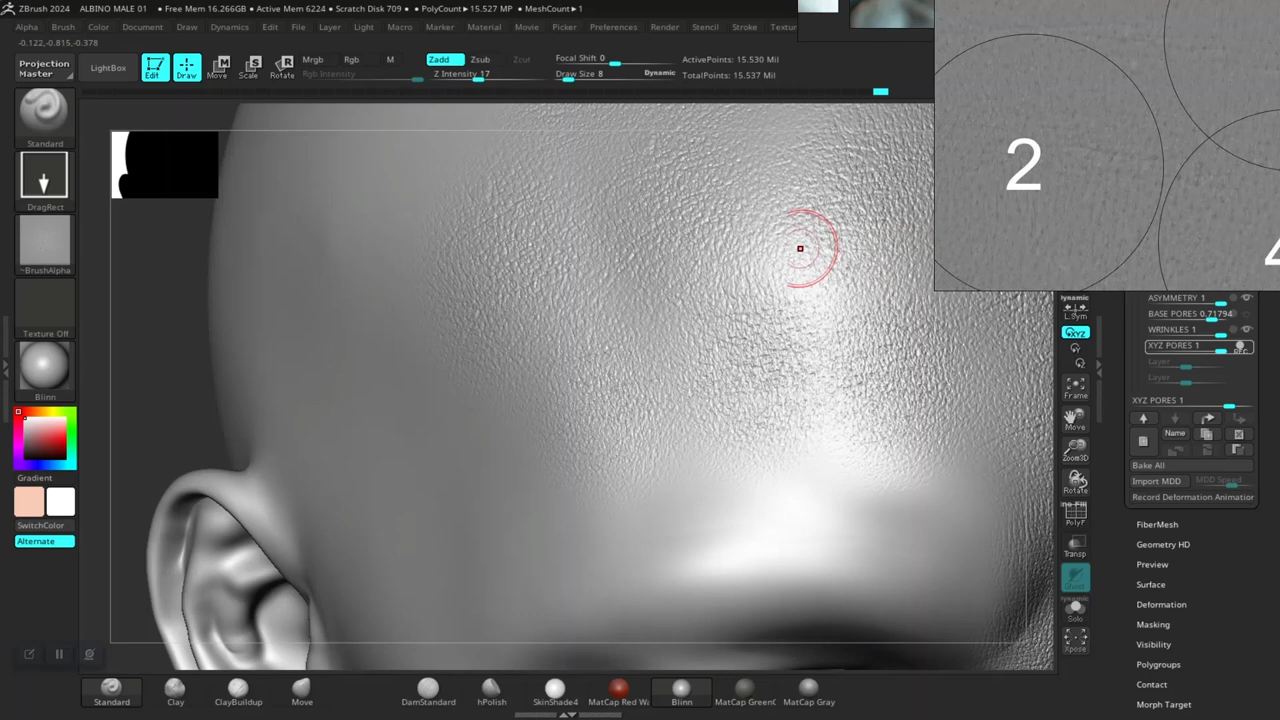 ZBrush 2024 ALBINO MALE 01 • Free Mem 16.266GB • Active Mem 6224 • Scratch Disk 709 • PolyCount▸15.527 MP • MeshCount▸1
Alpha Brush Color Document Draw Dynamics Edit File Layer Light Macro Marker Material Movie Picker Preferences Render Stencil Stroke
-0.122,-0.815,-0.378
Projection Master
LightBox
Edit
Draw
Move
Scale
Rotate
Mrgb Rgb M
Rgb Intensity
Zadd Zsub Zcut
Z Intensity 17
Focal Shift 0
Draw Size 8 Dynamic
ActivePoints: 15.530 Mil
TotalPoints: 15.537 Mil
Standard
DragRect
~BrushAlpha
Texture Off
Blinn
Gradient
SwitchColor
Alternate
2
4
Dynamic
L.Sym
XYZ
Frame
Move
Zoom3D
Rotate
PolyF
Transp
Ghost
Dynamic
Solo
Xpose
ASYMMETRY 1
BASE PORES 0.71794
WRINKLES 1
XYZ PORES 1
REC
Layer
Layer
XYZ PORES 1
Name
Bake All
Import MDD MDD Speed
Record Deformation Animation
FiberMesh
Geometry HD
Preview
Surface
Deformation
Masking
Visibility
Polygroups
Contact
Morph Target
Standard Clay ClayBuildup Move DamStandard hPolish SkinShade4 MatCap Red Wa Blinn MatCap GreenC MatCap Gray